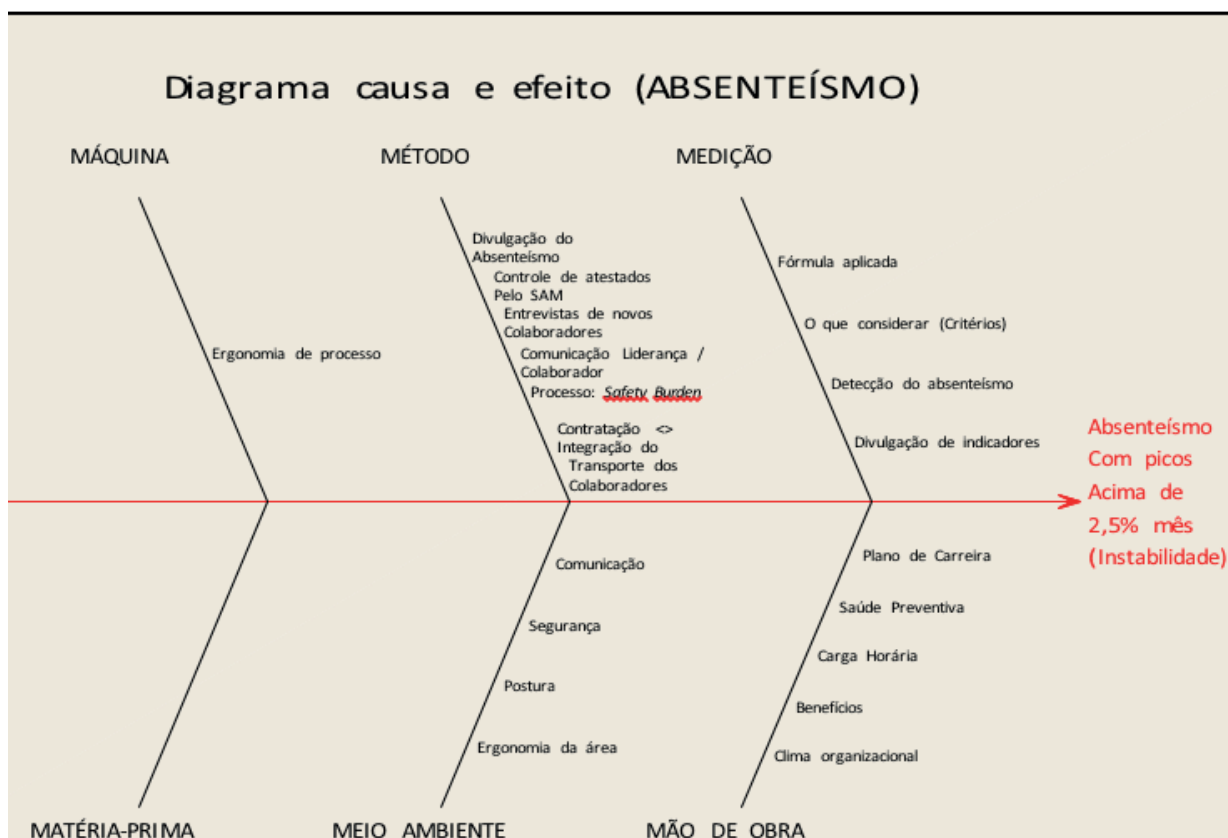 Diagrama causa e efeito (ABSENTEÍSMO)
MÁQUINA
MÉTODO
MEDIÇÃO
Ergonomia de processo
Divulgação do
Absenteísmo
Controle de atestados
Pelo SAM
Entrevistas de novos
Colaboradores
Comunicação Liderança /
Colaborador
Processo: Safety Burden
Contratação <>
Integração do
Transporte dos
Colaboradores
Fórmula aplicada
O que considerar (Critérios)
Detecção do absenteísmo
Divulgação de indicadores
Absenteísmo
Com picos
Acima de
2,5% mês
(Instabilidade)
Comunicação
Segurança
Postura
Ergonomia da área
Plano de Carreira
Saúde Preventiva
Carga Horária
Benefícios
Clima organizacional
MATÉRIA-PRIMA
MEIO AMBIENTE
MÃO DE OBRA